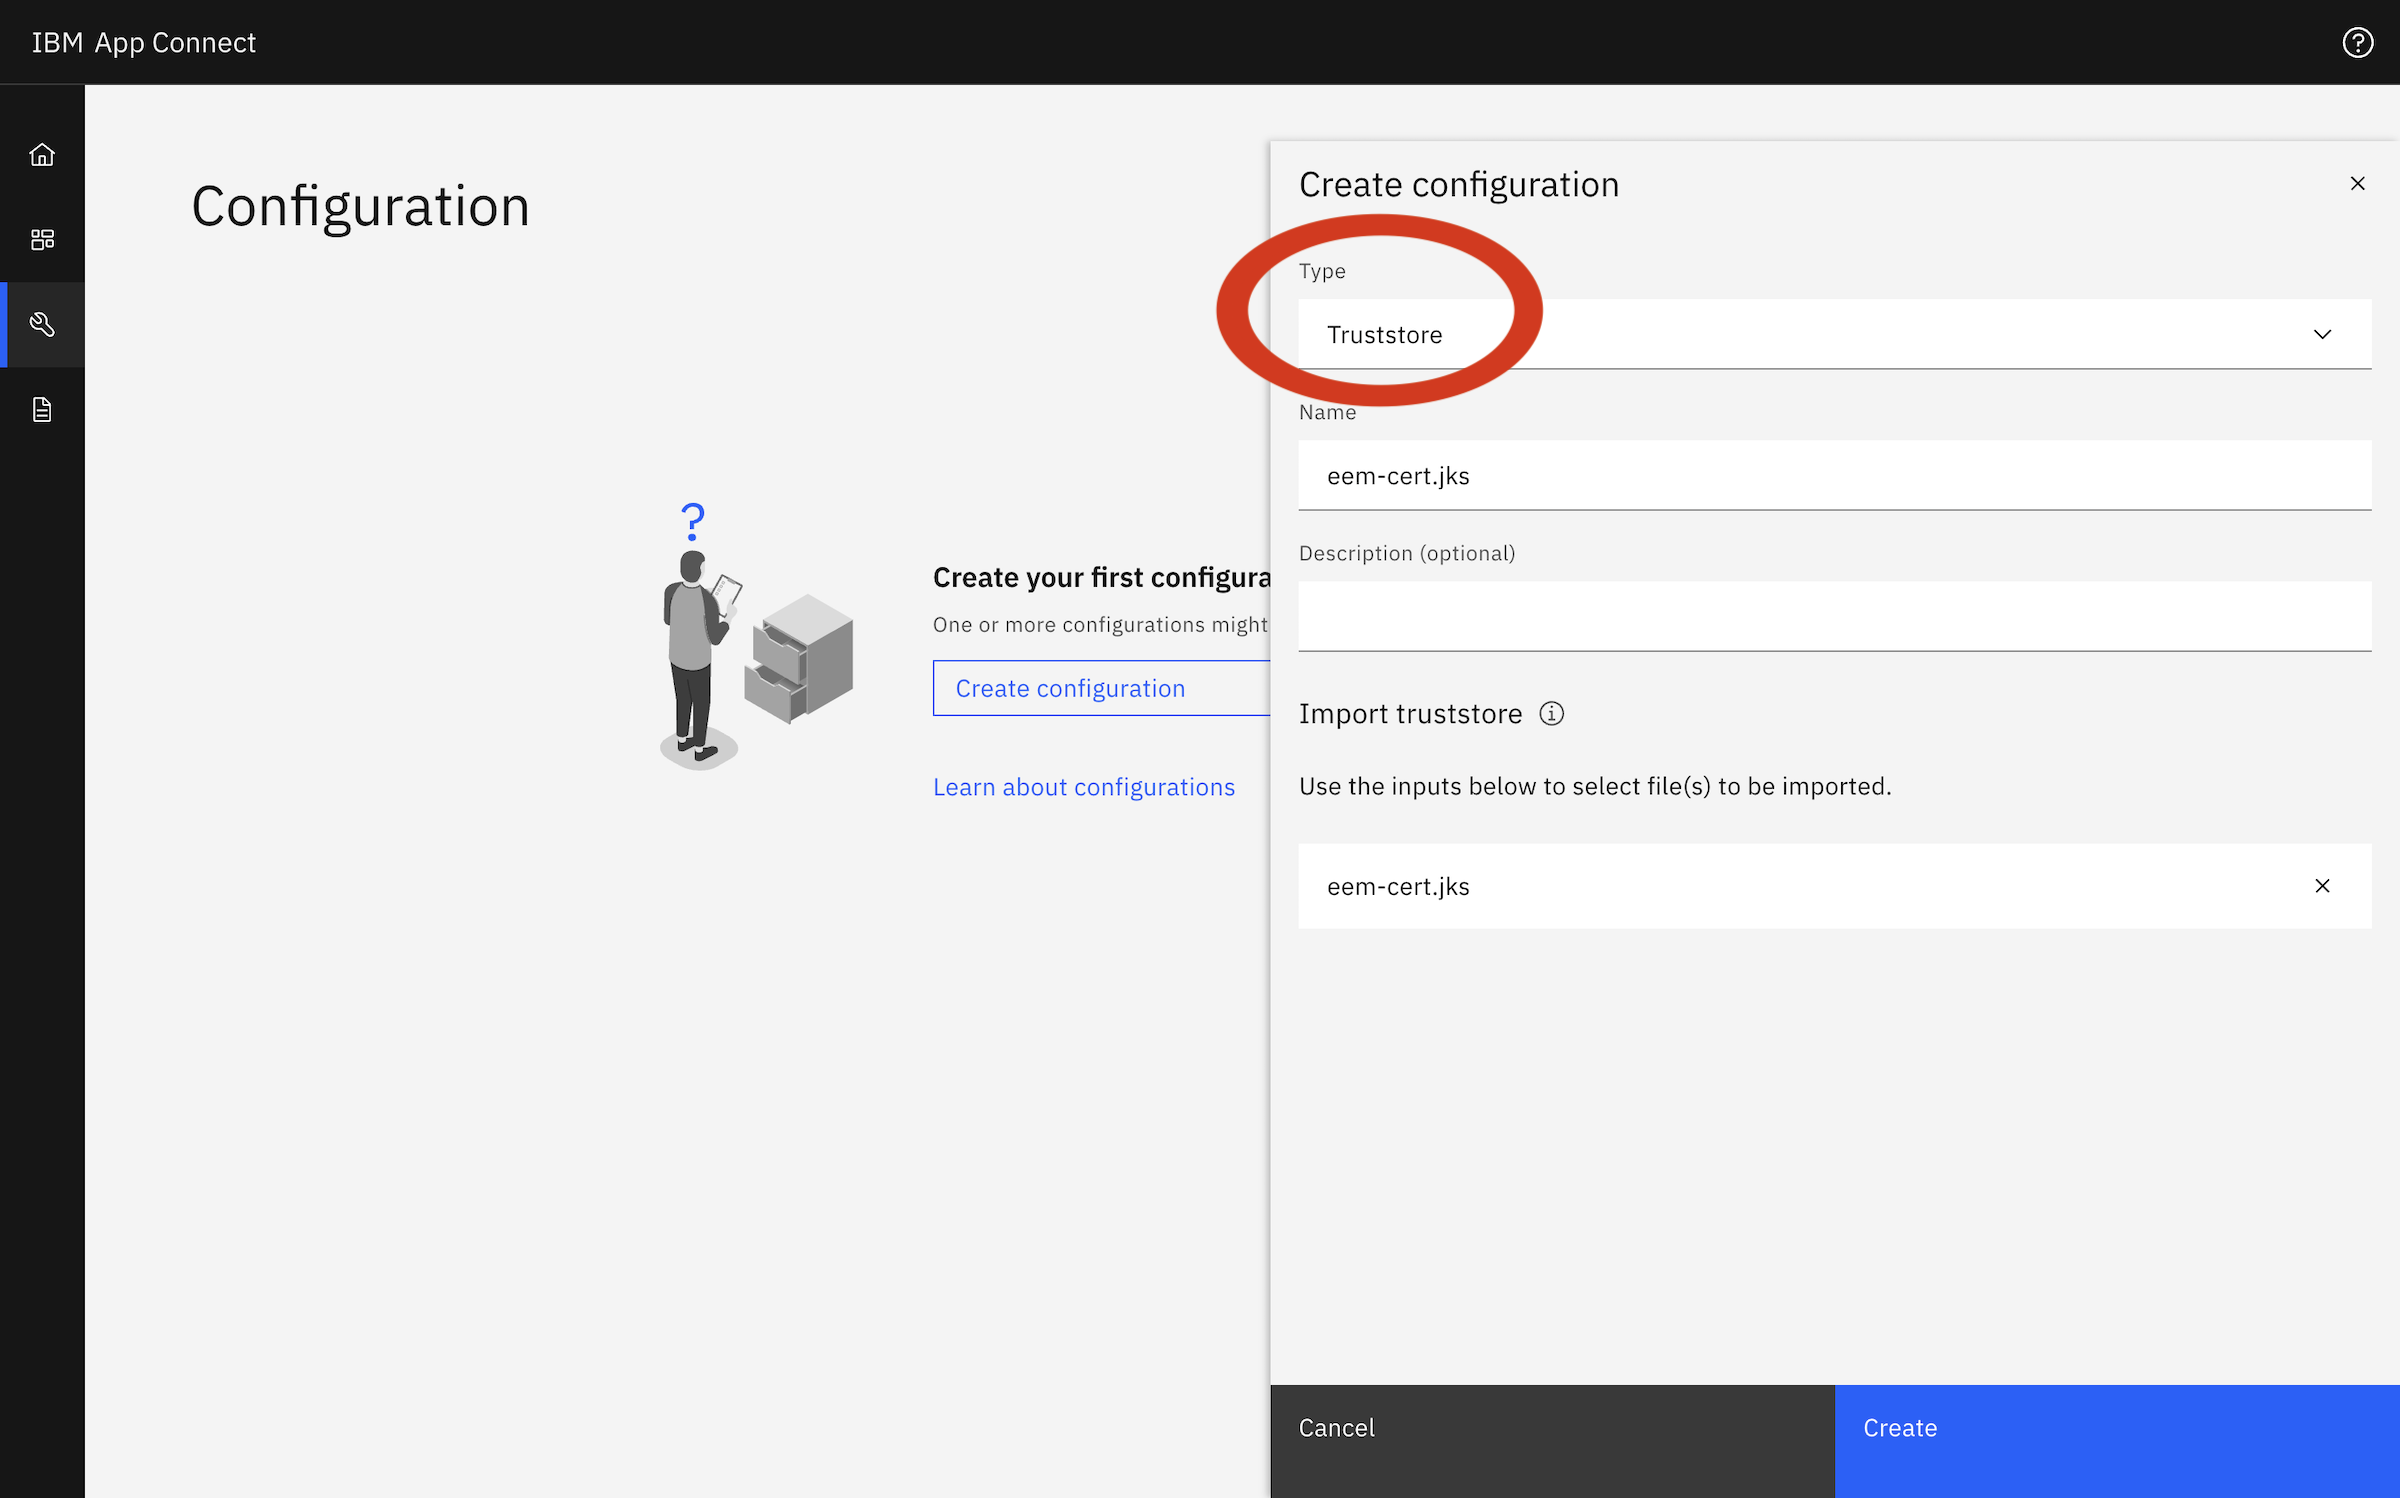 IBM App Connect
Configuration
?
Create your first configura
One or more configurations might
Create configuration
Learn about configurations
Create configuration
Type
Truststore
Name
eem-cert.jks
Description (optional)
Import truststore
Use the inputs below to select file(s) to be imported.
eem-cert.jks
Cancel
Create